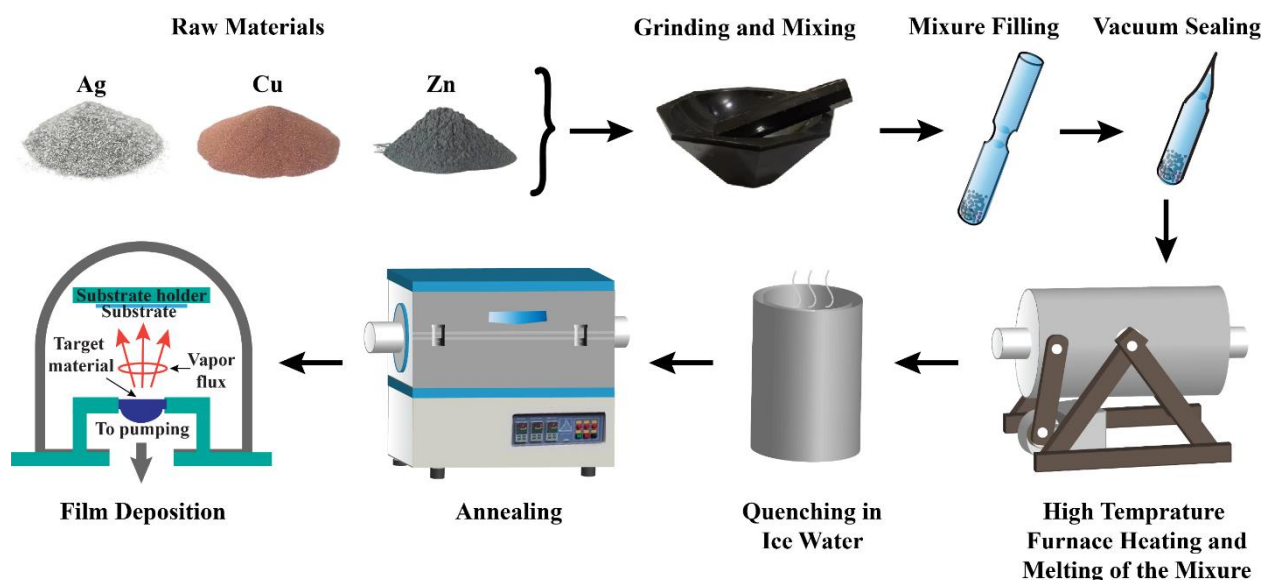 Raw Materials
Grinding and Mixing
Mixure Filling
Vacuum Sealing
Ag
Cu
Zn
Substrate holder
Substrate
Target
material
Vapor
flux
To pumping
Film Deposition
Annealing
Quenching in
Ice Water
High Temprature
Furnace Heating and
Melting of the Mixture